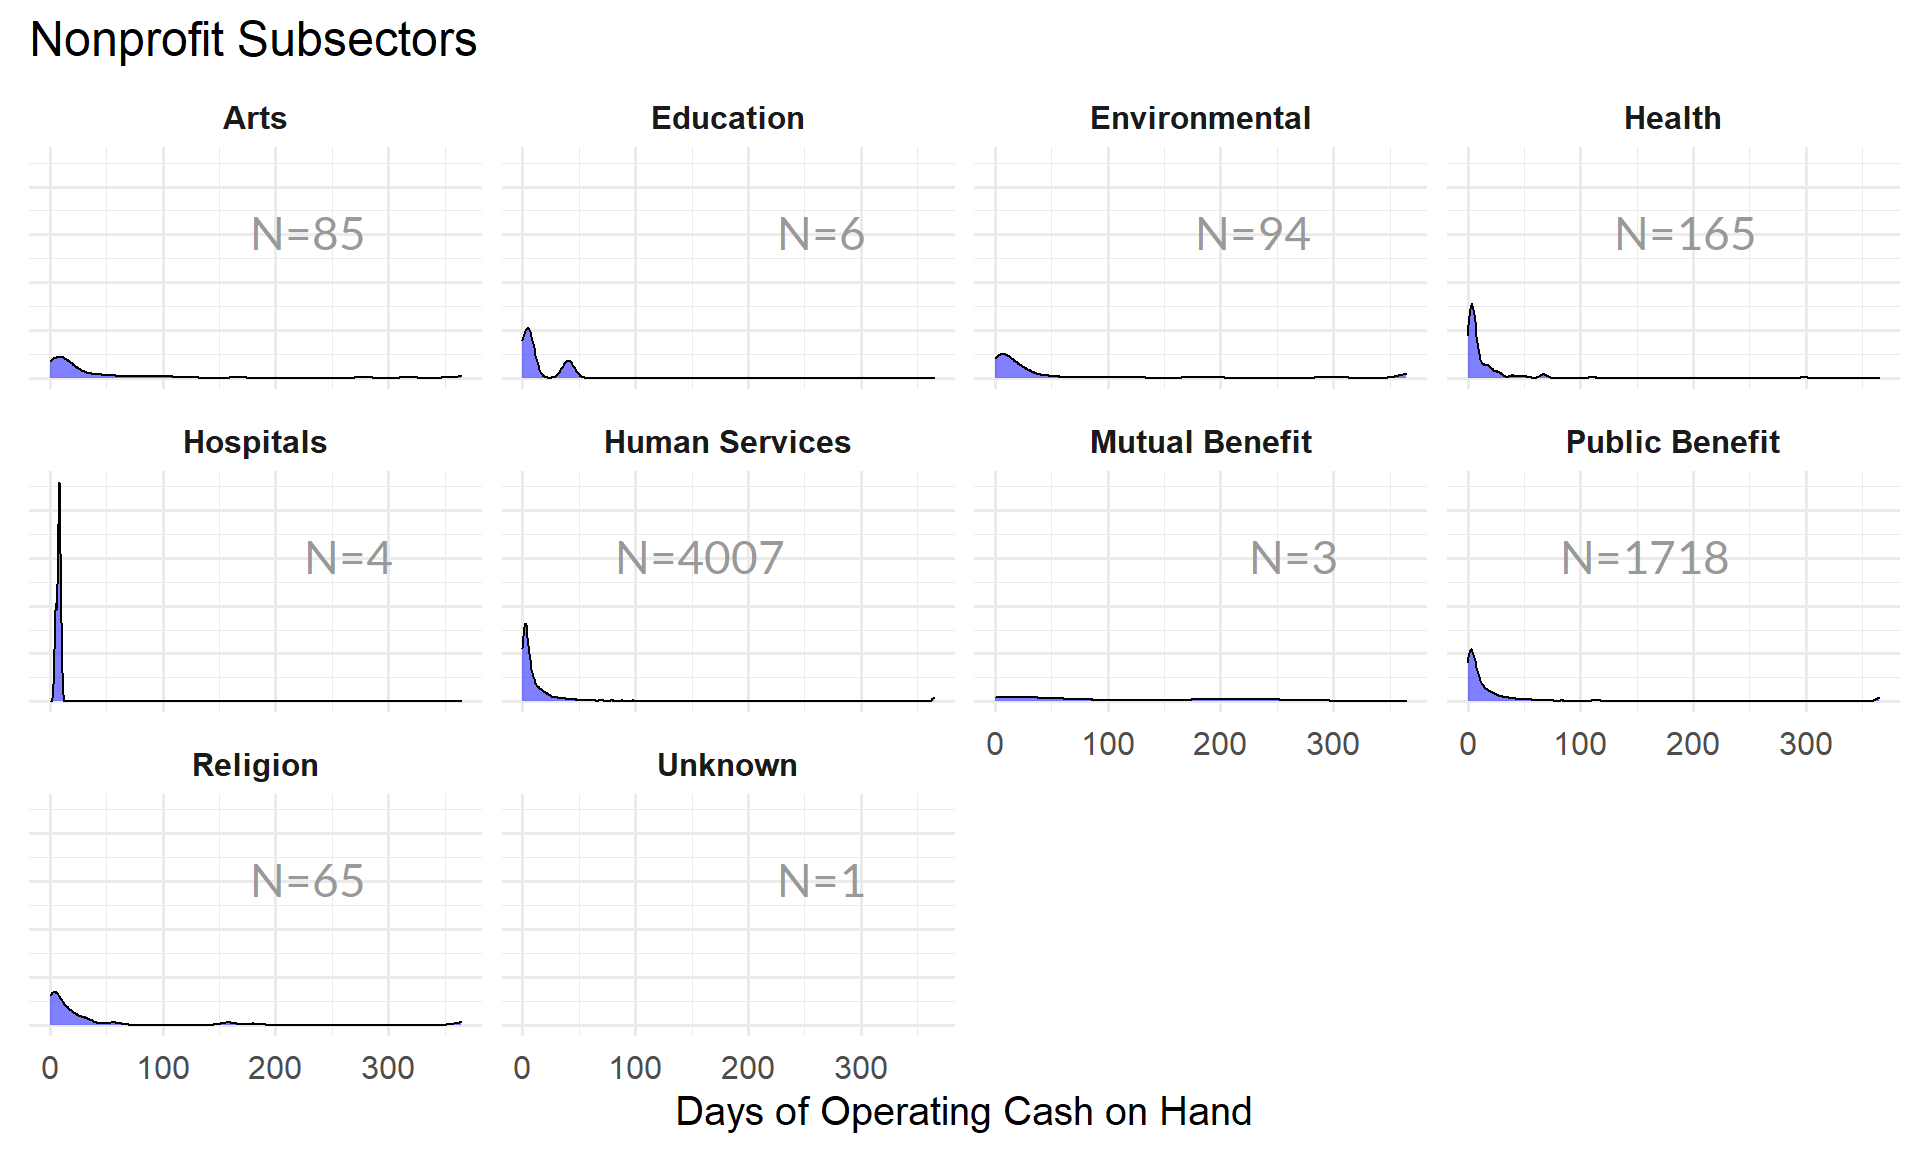 Nonprofit Subsectors
Arts
Education
Environmental
Health
N=85
N=6
N=94
N=165
Hospitals
Human Services
Mutual Benefit
Public Benefit
N=4
N=4007
N=3
N=1718
0 100 200 300
0 100 200 300
Religion
Unknown
N=65
N=1
0 100 200 300
0 100 200 300
Days of Operating Cash on Hand